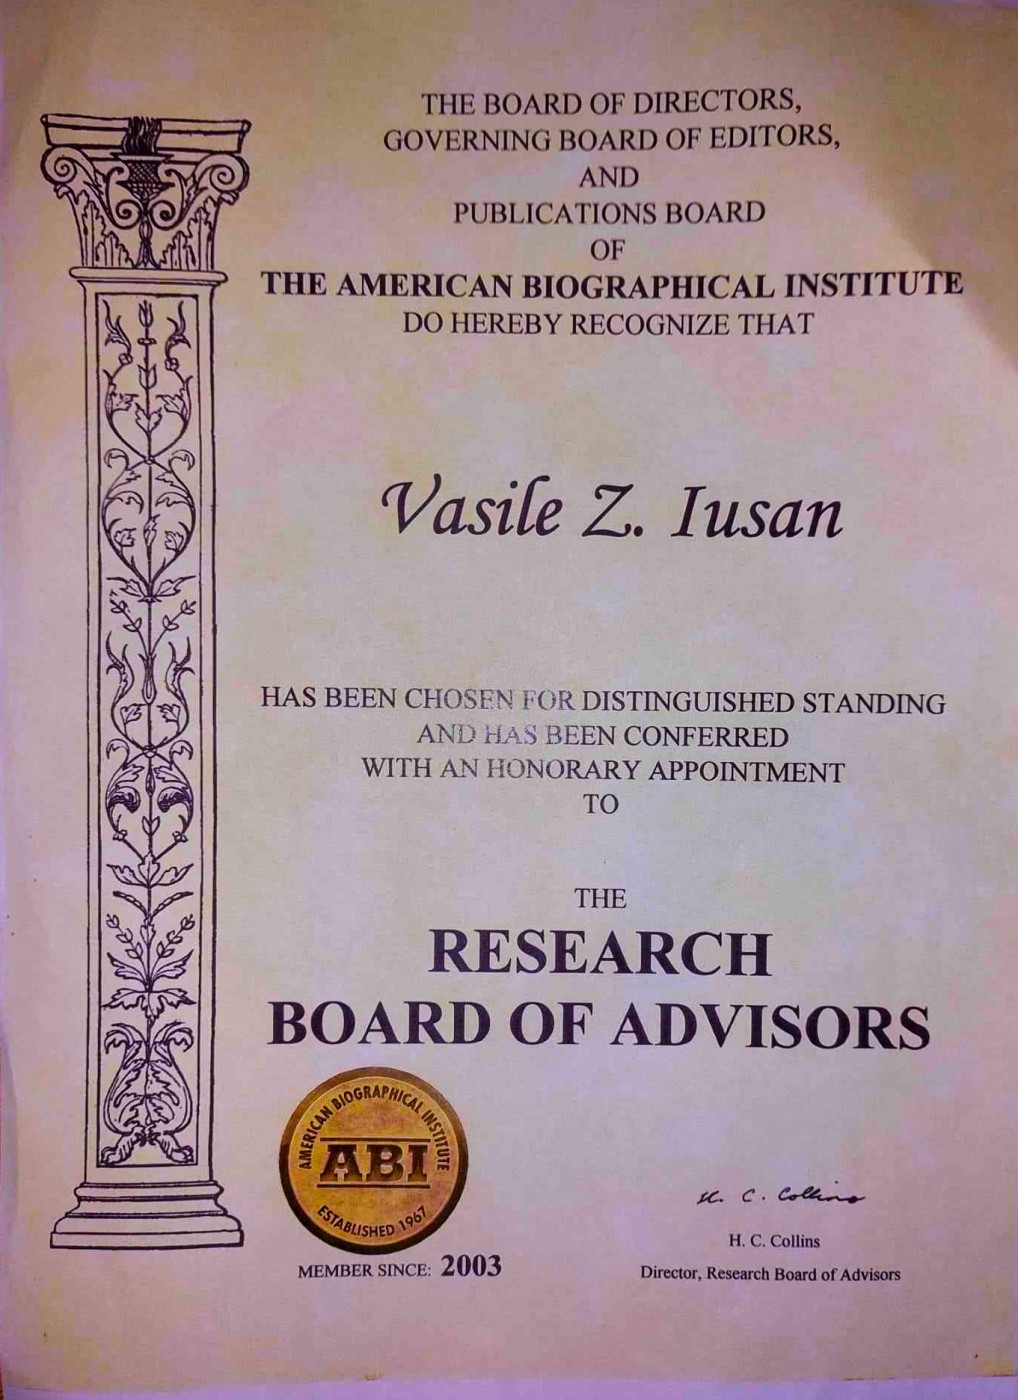 THE BOARD OF DIRECTORS,
GOVERNING BOARD OF EDITORS,
AND
PUBLICATIONS BOARD
OF
THE AMERICAN BIOGRAPHICAL INSTITUTE
DO HEREBY RECOGNIZE THAT
Vasile Z. Iusan
HAS BEEN CHOSEN FOR DISTINGUISHED STANDING
AND HAS BEEN CONFERRED
WITH AN HONORARY APPOINTMENT
TO
THE
RESEARCH
BOARD OF ADVISORS
AMERICAN BIOGRAPHICAL INSTITUTE
ABI
ESTABLISHED 1967
MEMBER SINCE: 2003
H. C. Collins
H. C. Collins
Director, Research Board of Advisors